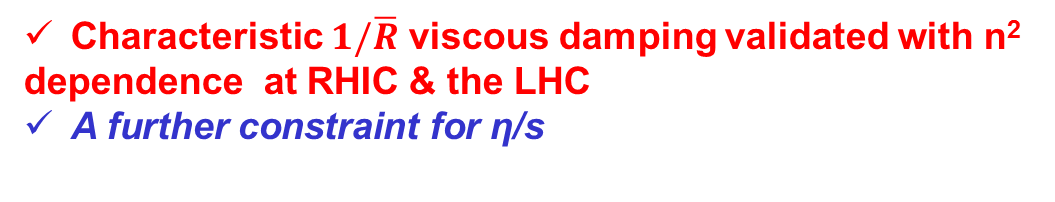 ✓ Characteristic 1/R̅ viscous damping validated with n²
dependence at RHIC & the LHC
✓ A further constraint for η/s